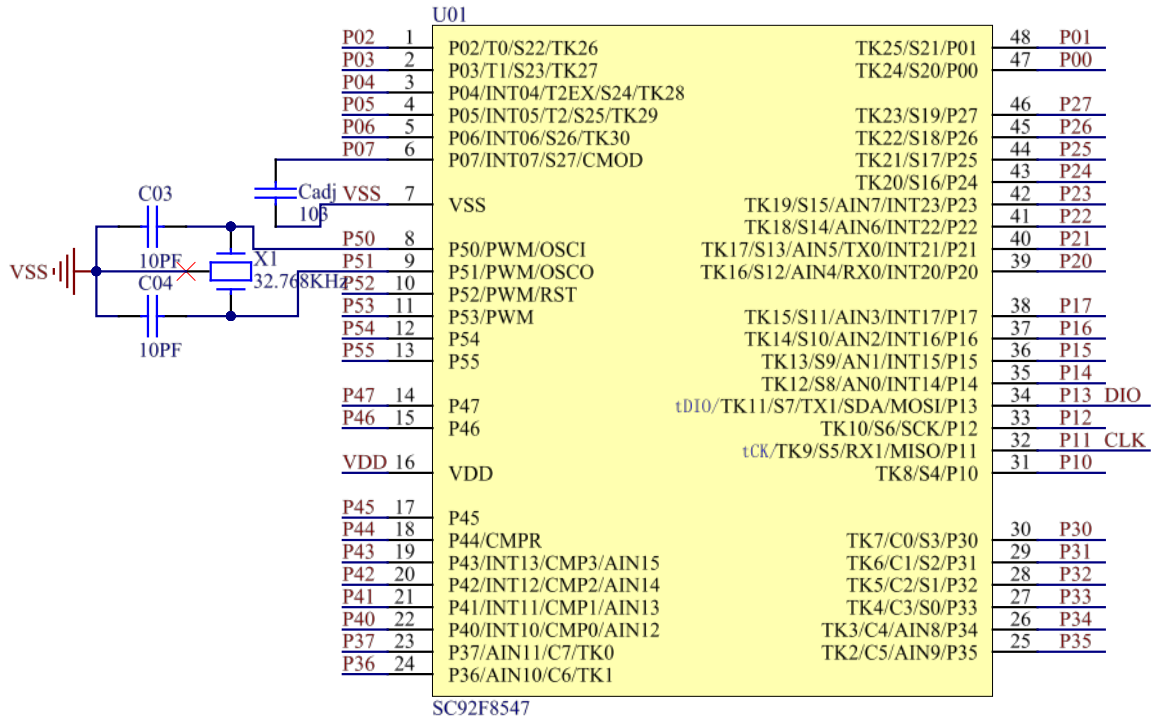 U01
P02 1 P02/T0/S22/TK26 TK25/S21/P01 48 P01
P03 2 P03/T1/S23/TK27 TK24/S20/P00 47 P00
P04 3 P04/INT04/T2EX/S24/TK28
P05 4 P05/INT05/T2/S25/TK29 TK23/S19/P27 46 P27
P06 5 P06/INT06/S26/TK30 TK22/S18/P26 45 P26
P07 6 P07/INT07/S27/CMOD TK21/S17/P25 44 P25
TK20/S16/P24 43 P24
C03 Cadj VSS 7 VSS TK19/S15/AIN7/INT23/P23 42 P23
103 TK18/S14/AIN6/INT22/P22 41 P22
P50 8 P50/PWM/OSCI TK17/S13/AIN5/TX0/INT21/P21 40 P21
VSS 10PF X1 P51 9 P51/PWM/OSCO TK16/S12/AIN4/RX0/INT20/P20 39 P20
C04 32.768KHz P52 10 P52/PWM/RST
P53 11 P53/PWM TK15/S11/AIN3/INT17/P17 38 P17
P54 12 P54 TK14/S10/AIN2/INT16/P16 37 P16
10PF P55 13 P55 TK13/S9/AN1/INT15/P15 36 P15
TK12/S8/AN0/INT14/P14 35 P14
P47 14 P47 tDIO/TK11/S7/TX1/SDA/MOSI/P13 34 P13 DIO
P46 15 P46 TK10/S6/SCK/P12 33 P12
tCK/TK9/S5/RX1/MISO/P11 32 P11 CLK
VDD 16 VDD TK8/S4/P10 31 P10
P45 17 P45
P44 18 P44/CMPR TK7/C0/S3/P30 30 P30
P43 19 P43/INT13/CMP3/AIN15 TK6/C1/S2/P31 29 P31
P42 20 P42/INT12/CMP2/AIN14 TK5/C2/S1/P32 28 P32
P41 21 P41/INT11/CMP1/AIN13 TK4/C3/S0/P33 27 P33
P40 22 P40/INT10/CMP0/AIN12 TK3/C4/AIN8/P34 26 P34
P37 23 P37/AIN11/C7/TK0 TK2/C5/AIN9/P35 25 P35
P36 24 P36/AIN10/C6/TK1
SC92F8547